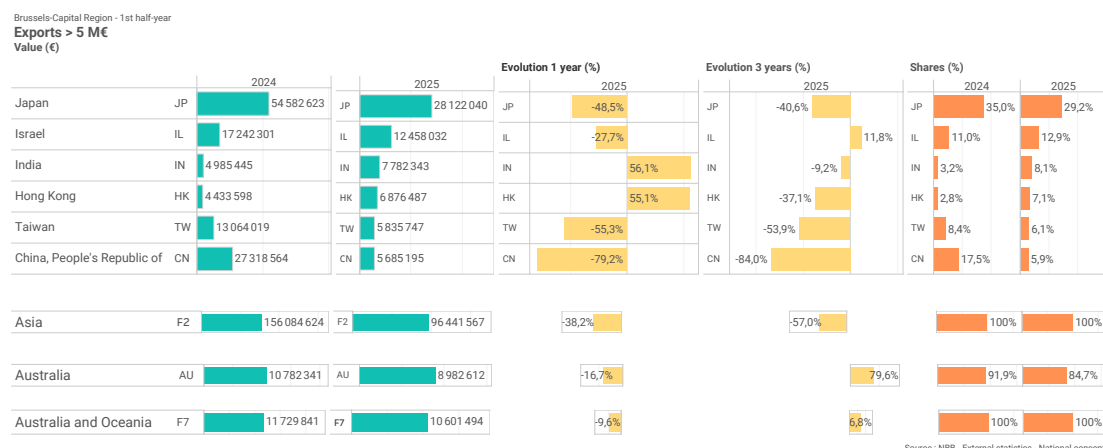 Brussels-Capital Region - 1st half-year
Exports > 5 M€
Value (€)
Evolution 1 year (%) Evolution 3 years (%) Shares (%)
2024 2025 2025 2025 2024 2025
Japan JP 54 582 623 JP 28 122 040 JP -48,5% JP -40,6% JP 35,0% 29,2%
Israel IL 17 242 301 IL 12 458 032 IL -27,7% IL 11,8% IL 11,0% 12,9%
India IN 4 985 445 IN 7 782 343 IN 56,1% IN -9,2% IN 3,2% 8,1%
Hong Kong HK 4 433 598 HK 6 876 487 HK 55,1% HK -37,1% HK 2,8% 7,1%
Taiwan TW 13 064 019 TW 5 835 747 TW -55,3% TW -53,9% TW 8,4% 6,1%
China, People's Republic of CN 27 318 564 CN 5 685 195 CN -79,2% CN -84,0% CN 17,5% 5,9%
Asia F2 156 084 624 F2 96 441 567 -38,2% -57,0% 100% 100%
Australia AU 10 782 341 AU 8 982 612 -16,7% 79,6% 91,9% 84,7%
Australia and Oceania F7 11 729 841 F7 10 601 494 -9,6% 6,8% 100% 100%
Source : NBB - External statistics - National concept